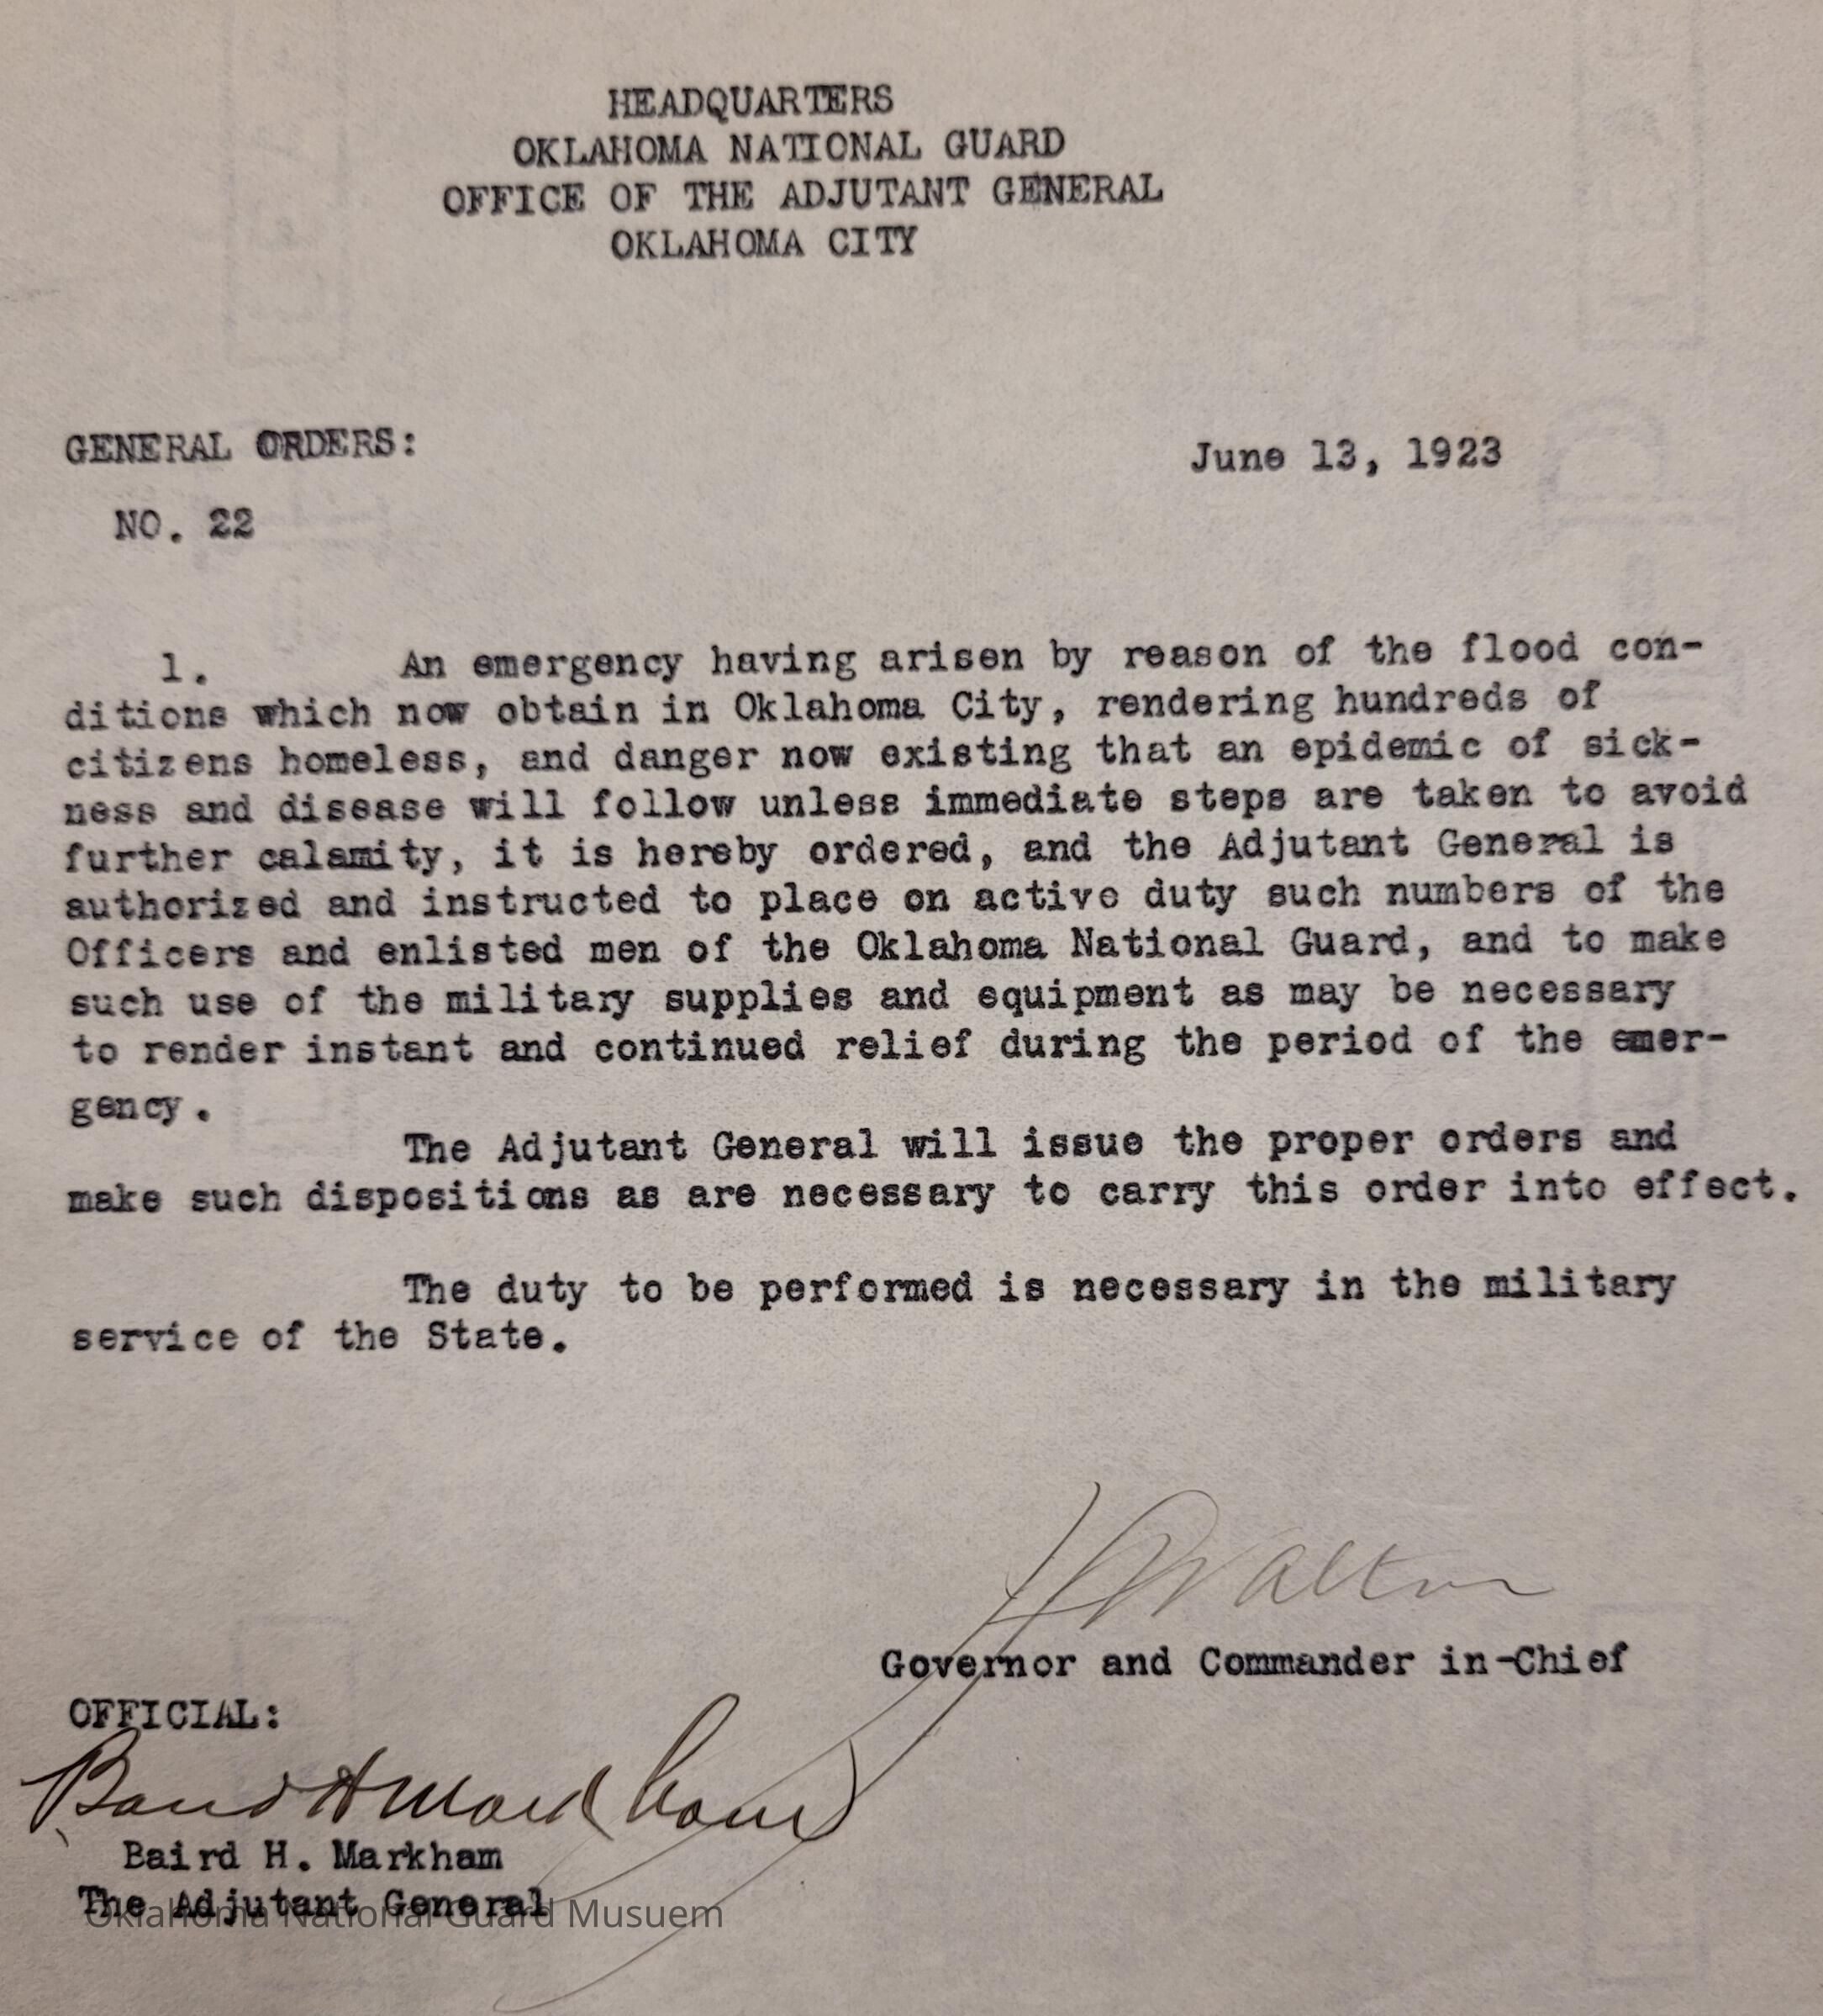 HEADQUARTERS
OKLAHOMA NATIONAL GUARD
OFFICE OF THE ADJUTANT GENERAL
OKLAHOMA CITY
GENERAL ORDERS:
June 13, 1923
NO. 22
1. An emergency having arisen by reason of the flood con-
ditions which now obtain in Oklahoma City, rendering hundreds of
citizens homeless, and danger now existing that an epidemic of sick-
ness and disease will follow unless immediate steps are taken to avoid
further calamity, it is hereby ordered, and the Adjutant General is
authorized and instructed to place on active duty such numbers of the
Officers and enlisted men of the Oklahoma National Guard, and to make
such use of the military supplies and equipment as may be necessary
to render instant and continued relief during the period of the emer-
gency.
The Adjutant General will issue the proper orders and
make such dispositions as are necessary to carry this order into effect.
The duty to be performed is necessary in the military
service of the State.
Walton
Governor and Commander in-Chief
OFFICIAL:
Baird H Markham
Baird H. Markham
The Adjutant General
Oklahoma National Guard Musuem